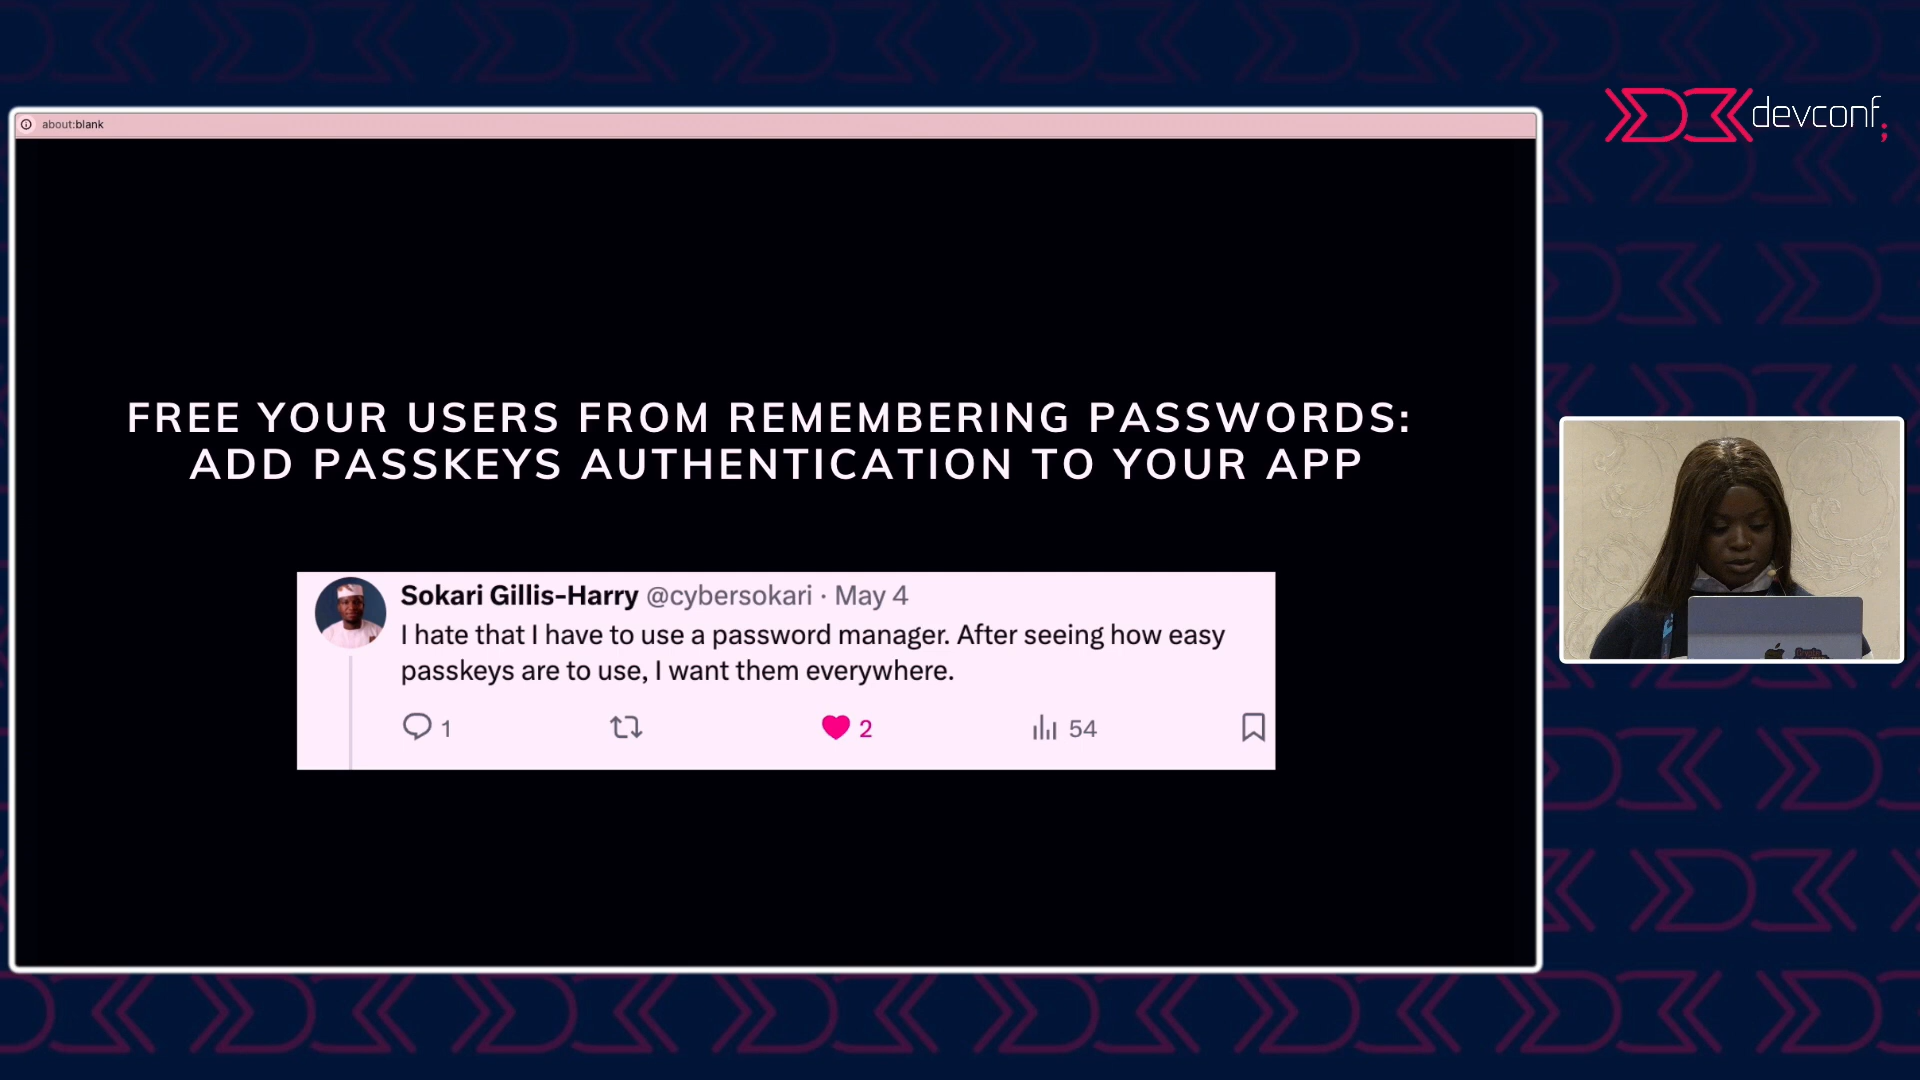 about:blank
devconf;
FREE YOUR USERS FROM REMEMBERING PASSWORDS:
ADD PASSKEYS AUTHENTICATION TO YOUR APP
Sokari Gillis-Harry @cybersokari · May 4
I hate that I have to use a password manager. After seeing how easy
passkeys are to use, I want them everywhere.
1 2 54